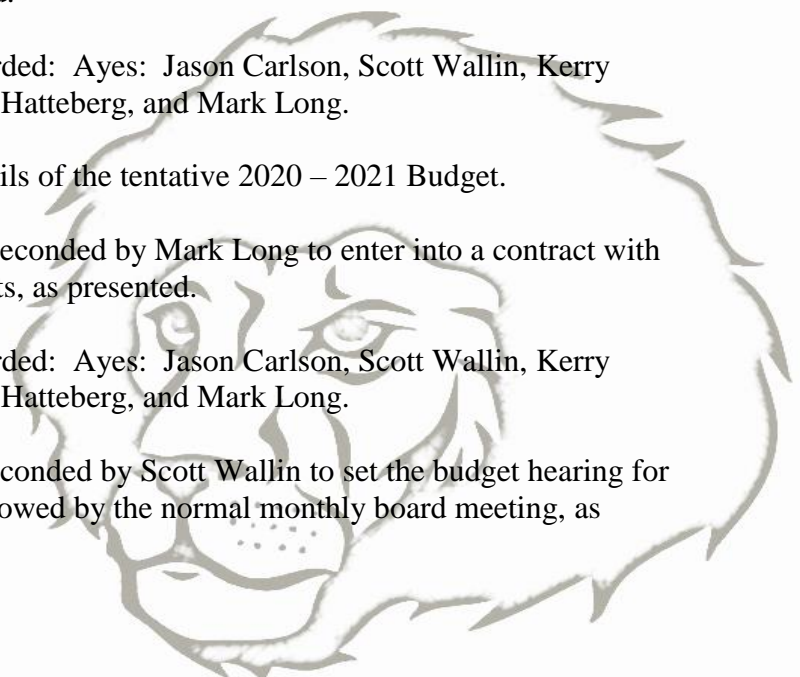 rded: Ayes: Jason Carlson, Scott Wallin, Kerry
Hatteberg, and Mark Long.
ils of the tentative 2020 – 2021 Budget.
econded by Mark Long to enter into a contract with
ts, as presented.
rded: Ayes: Jason Carlson, Scott Wallin, Kerry
Hatteberg, and Mark Long.
conded by Scott Wallin to set the budget hearing for
owed by the normal monthly board meeting, as